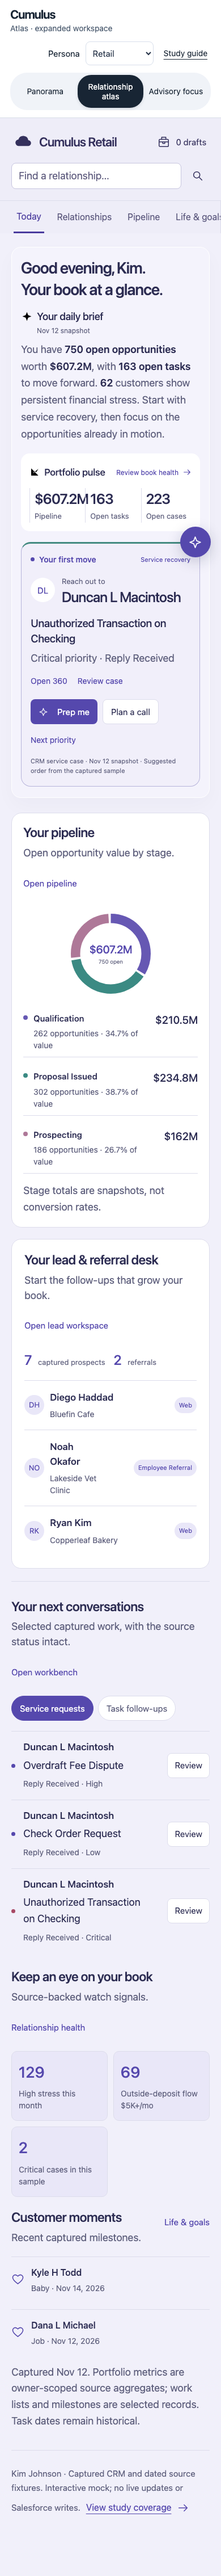 Cumulus
Atlas · expanded workspace
Persona
Retail
Study guide
Panorama
Relationship
atlas
Advisory focus
Cumulus Retail
0 drafts
Find a relationship…
Today
Relationships
Pipeline
Life & goals
Good evening, Kim.
Your book at a glance.
Your daily brief
Nov 12 snapshot
You have 750 open opportunities
worth $607.2M, with 163 open tasks
to move forward. 62 customers show
persistent financial stress. Start with
service recovery, then focus on the
opportunities already in motion.
Portfolio pulse
Review book health
$607.2M
Pipeline
163
Open tasks
223
Open cases
Your first move
Service recovery
DL
Reach out to
Duncan L Macintosh
Unauthorized Transaction on
Checking
Critical priority · Reply Received
Open 360
Review case
Prep me
Plan a call
Next priority
CRM service case · Nov 12 snapshot · Suggested
order from the captured sample
Your pipeline
Open opportunity value by stage.
Open pipeline
$607.2M
750 open
Qualification
262 opportunities · 34.7% of
value
$210.5M
Proposal Issued
302 opportunities · 38.7% of
value
$234.8M
Prospecting
186 opportunities · 26.7% of
value
$162M
Stage totals are snapshots, not
conversion rates.
Your lead & referral desk
Start the follow-ups that grow your
book.
Open lead workspace
7 captured prospects
2 referrals
DH
Diego Haddad
Bluefin Cafe
Web
NO
Noah
Okafor
Lakeside Vet
Clinic
Employee Referral
RK
Ryan Kim
Copperleaf Bakery
Web
Your next conversations
Selected captured work, with the source
status intact.
Open workbench
Service requests
Task follow-ups
Duncan L Macintosh
Overdraft Fee Dispute
Reply Received · High
Review
Duncan L Macintosh
Check Order Request
Reply Received · Low
Review
Duncan L Macintosh
Unauthorized Transaction
on Checking
Reply Received · Critical
Review
Keep an eye on your book
Source-backed watch signals.
Relationship health
129
High stress this
month
69
Outside-deposit flow
$5K+/mo
2
Critical cases in this
sample
Customer moments
Life & goals
Recent captured milestones.
Kyle H Todd
Baby · Nov 14, 2026
Dana L Michael
Job · Nov 12, 2026
Captured Nov 12. Portfolio metrics are
owner-scoped source aggregates; work
lists and milestones are selected records.
Task dates remain historical.
Kim Johnson · Captured CRM and dated source
fixtures. Interactive mock; no live updates or
Salesforce writes. View study coverage